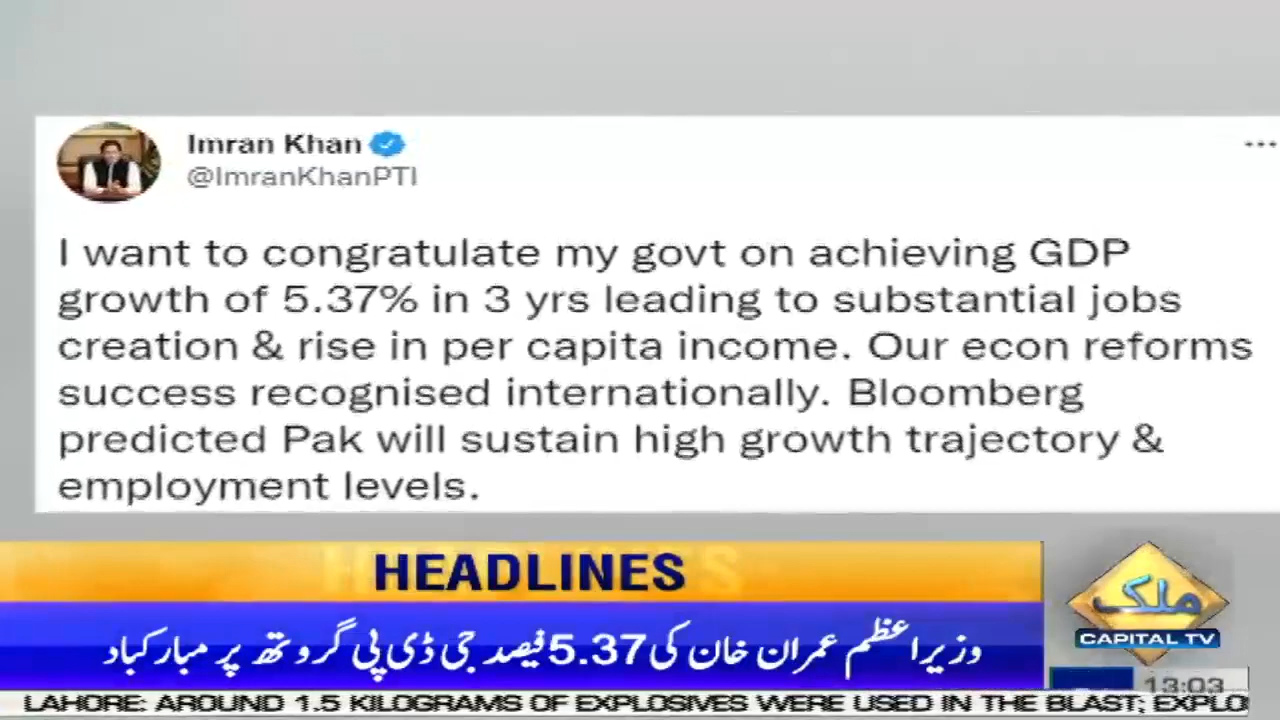 Imran Khan
@ImranKhanPTI
I want to congratulate my govt on achieving GDP
growth of 5.37% in 3 yrs leading to substantial jobs
creation & rise in per capita income. Our econ reforms
success recognised internationally. Bloomberg
predicted Pak will sustain high growth trajectory &
employment levels.
HEADLINES
وزیراعظم عمران خان کی 5.37 فیصد جی ڈی پی گروتھ پر مبارکباد
ملک
CAPITAL TV
13:03
LAHORE: AROUND 1.5 KILOGRAMS OF EXPLOSIVES WERE USED IN THE BLAST; EXPLO